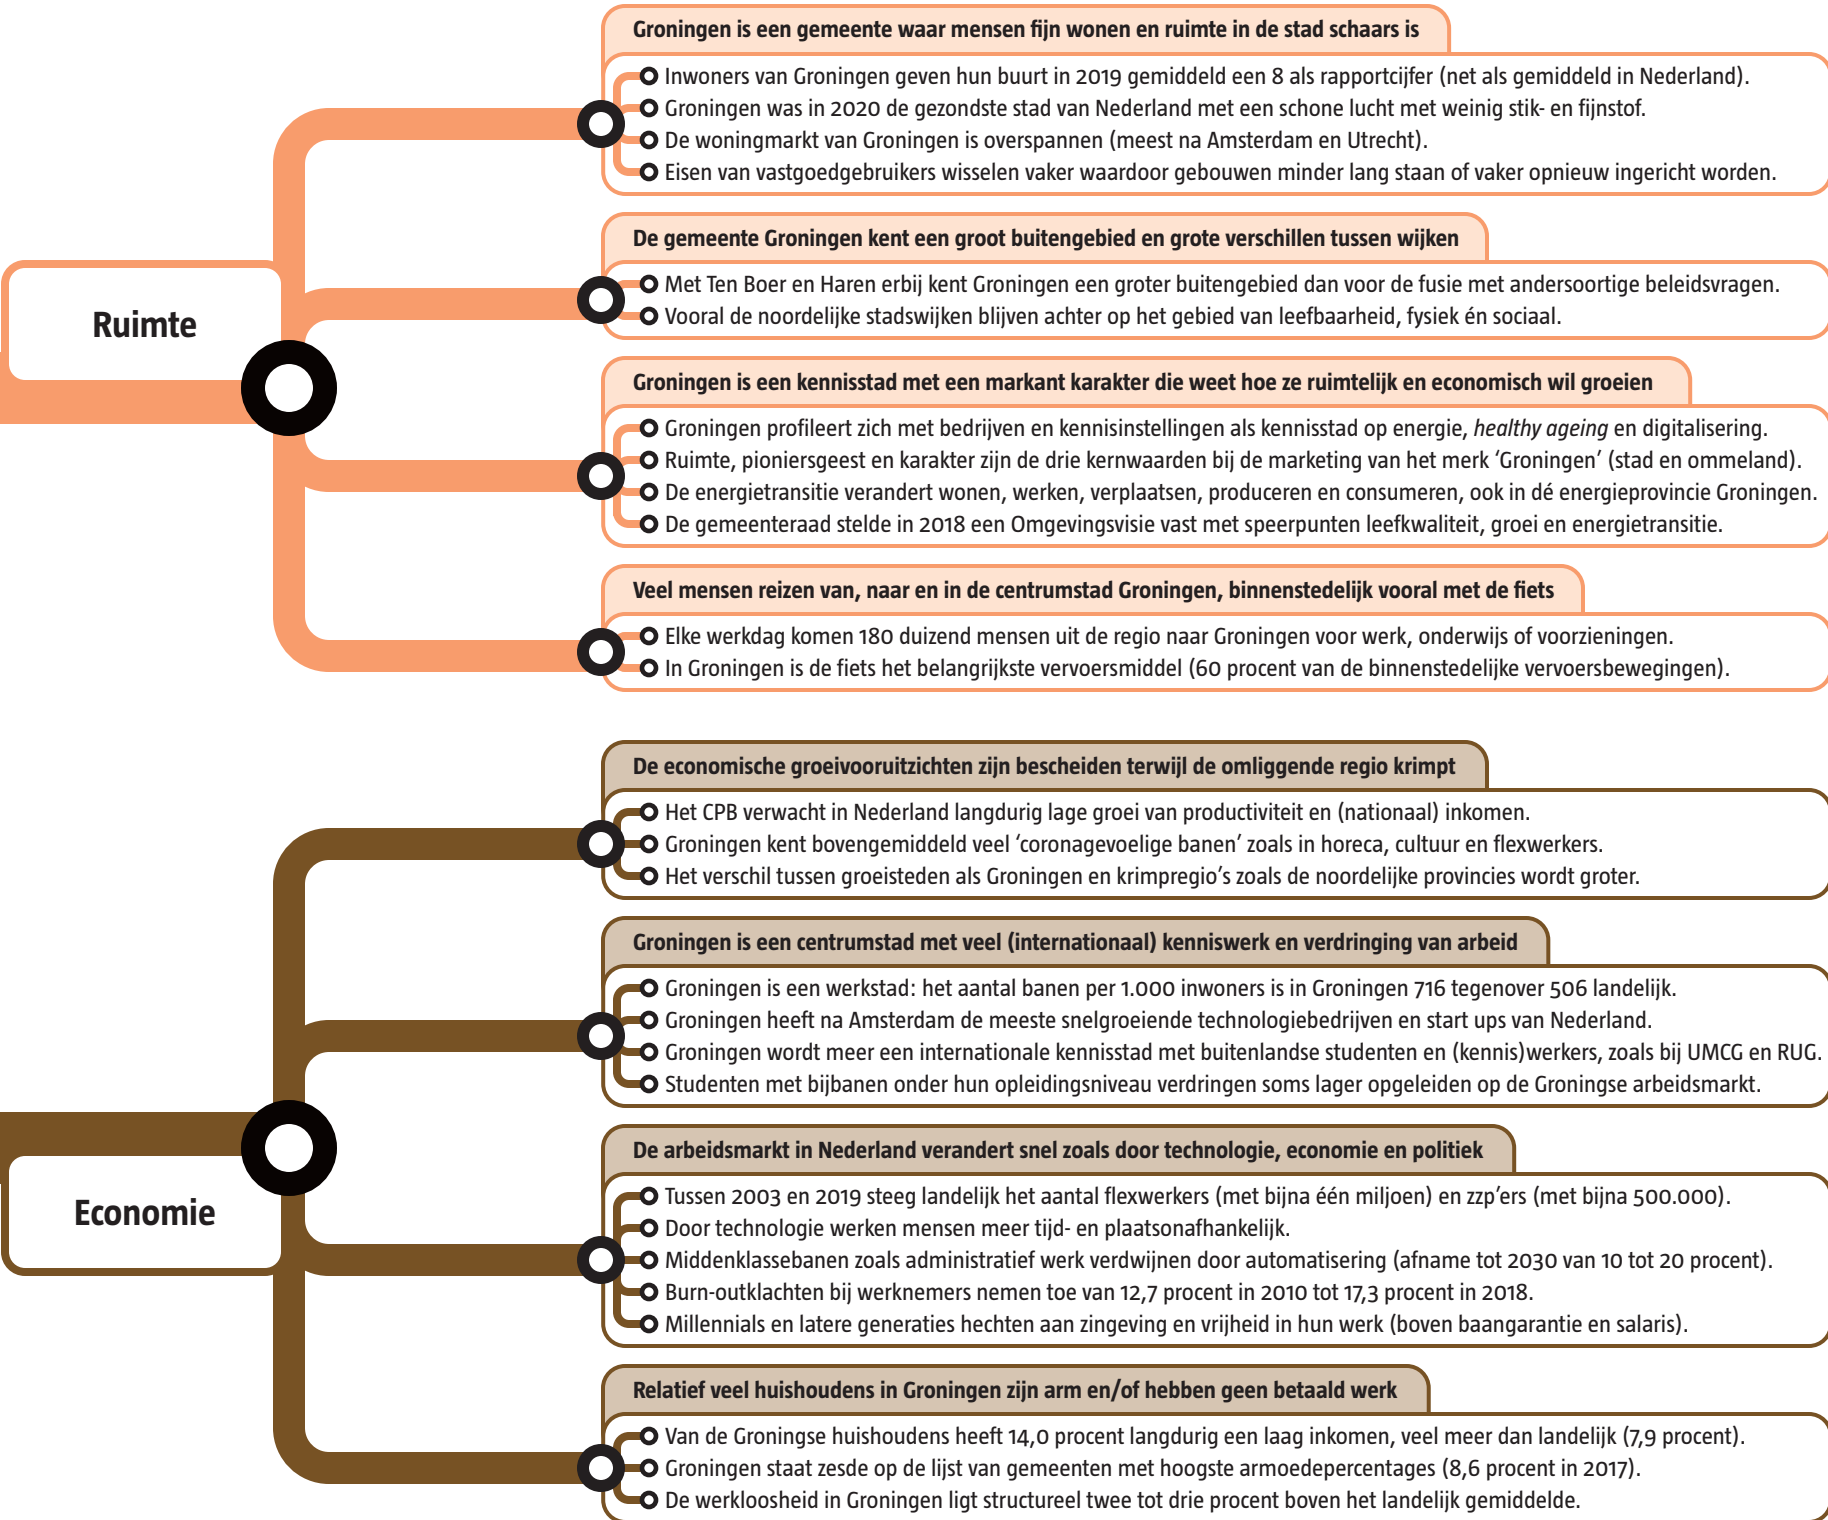 Ruimte
Groningen is een gemeente waar mensen fijn wonen en ruimte in de stad schaars is
Inwoners van Groningen geven hun buurt in 2019 gemiddeld een 8 als rapportcijfer (net als gemiddeld in Nederland).
Groningen was in 2020 de gezondste stad van Nederland met een schone lucht met weinig stik- en fijnstof.
De woningmarkt van Groningen is overspannen (meest na Amsterdam en Utrecht).
Eisen van vastgoedgebruikers wisselen vaker waardoor gebouwen minder lang staan of vaker opnieuw ingericht worden.
De gemeente Groningen kent een groot buitengebied en grote verschillen tussen wijken
Met Ten Boer en Haren erbij kent Groningen een groter buitengebied dan voor de fusie met andersoortige beleidsvragen.
Vooral de noordelijke stadswijken blijven achter op het gebied van leefbaarheid, fysiek én sociaal.
Groningen is een kennisstad met een markant karakter die weet hoe ze ruimtelijk en economisch wil groeien
Groningen profileert zich met bedrijven en kennisinstellingen als kennisstad op energie, healthy ageing en digitalisering.
Ruimte, pioniersgeest en karakter zijn de drie kernwaarden bij de marketing van het merk ‘Groningen’ (stad en ommeland).
De energietransitie verandert wonen, werken, verplaatsen, produceren en consumeren, ook in dé energieprovincie Groningen.
De gemeenteraad stelde in 2018 een Omgevingsvisie vast met speerpunten leefkwaliteit, groei en energietransitie.
Veel mensen reizen van, naar en in de centrumstad Groningen, binnenstedelijk vooral met de fiets
Elke werkdag komen 180 duizend mensen uit de regio naar Groningen voor werk, onderwijs of voorzieningen.
In Groningen is de fiets het belangrijkste vervoersmiddel (60 procent van de binnenstedelijke vervoersbewegingen).
Economie
De economische groeivooruitzichten zijn bescheiden terwijl de omliggende regio krimpt
Het CPB verwacht in Nederland langdurig lage groei van productiviteit en (nationaal) inkomen.
Groningen kent bovengemiddeld veel ‘coronagevoelige banen’ zoals in horeca, cultuur en flexwerkers.
Het verschil tussen groeisteden als Groningen en krimpregio’s zoals de noordelijke provincies wordt groter.
Groningen is een centrumstad met veel (internationaal) kenniswerk en verdringing van arbeid
Groningen is een werkstad: het aantal banen per 1.000 inwoners is in Groningen 716 tegenover 506 landelijk.
Groningen heeft na Amsterdam de meeste snelgroeiende technologiebedrijven en start ups van Nederland.
Groningen wordt meer een internationale kennisstad met buitenlandse studenten en (kennis)werkers, zoals bij UMCG en RUG.
Studenten met bijbanen onder hun opleidingsniveau verdringen soms lager opgeleiden op de Groningse arbeidsmarkt.
De arbeidsmarkt in Nederland verandert snel zoals door technologie, economie en politiek
Tussen 2003 en 2019 steeg landelijk het aantal flexwerkers (met bijna één miljoen) en zzp’ers (met bijna 500.000).
Door technologie werken mensen meer tijd- en plaatsonafhankelijk.
Middenklassebanen zoals administratief werk verdwijnen door automatisering (afname tot 2030 van 10 tot 20 procent).
Burn-outklachten bij werknemers nemen toe van 12,7 procent in 2010 tot 17,3 procent in 2018.
Millennials en latere generaties hechten aan zingeving en vrijheid in hun werk (boven baangarantie en salaris).
Relatief veel huishoudens in Groningen zijn arm en/of hebben geen betaald werk
Van de Groningse huishoudens heeft 14,0 procent langdurig een laag inkomen, veel meer dan landelijk (7,9 procent).
Groningen staat zesde op de lijst van gemeenten met hoogste armoedepercentages (8,6 procent in 2017).
De werkloosheid in Groningen ligt structureel twee tot drie procent boven het landelijk gemiddelde.